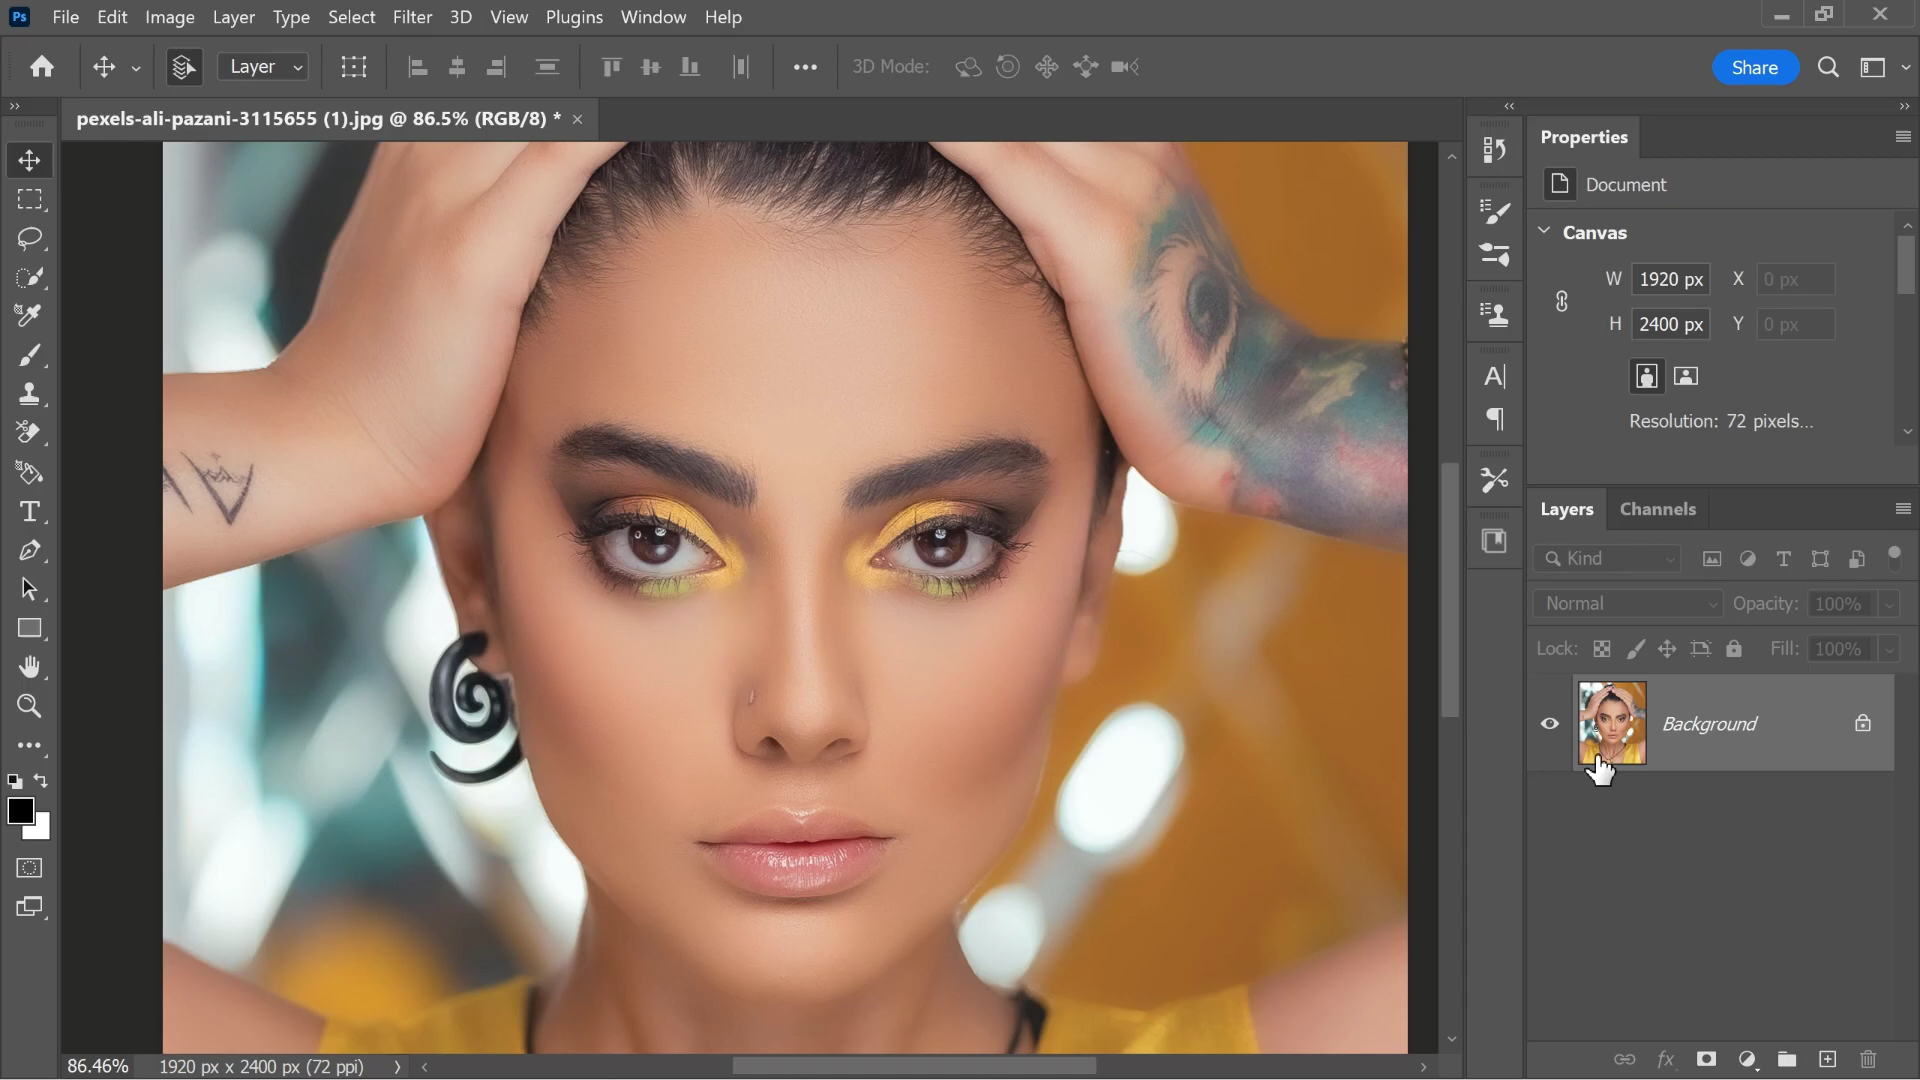 Ps File Edit Image Layer Type Select Filter 3D View Plugins Window Help
Layer 3D Mode: Share
pexels-ali-pazani-3115655 (1).jpg @ 86.5% (RGB/8) *
Properties
Document
Canvas
W 1920 px X 0 px
H 2400 px Y 0 px
Resolution: 72 pixels...
Layers Channels
Kind
Normal Opacity: 100%
Lock: Fill: 100%
Background
86.46% 1920 px x 2400 px (72 ppi)